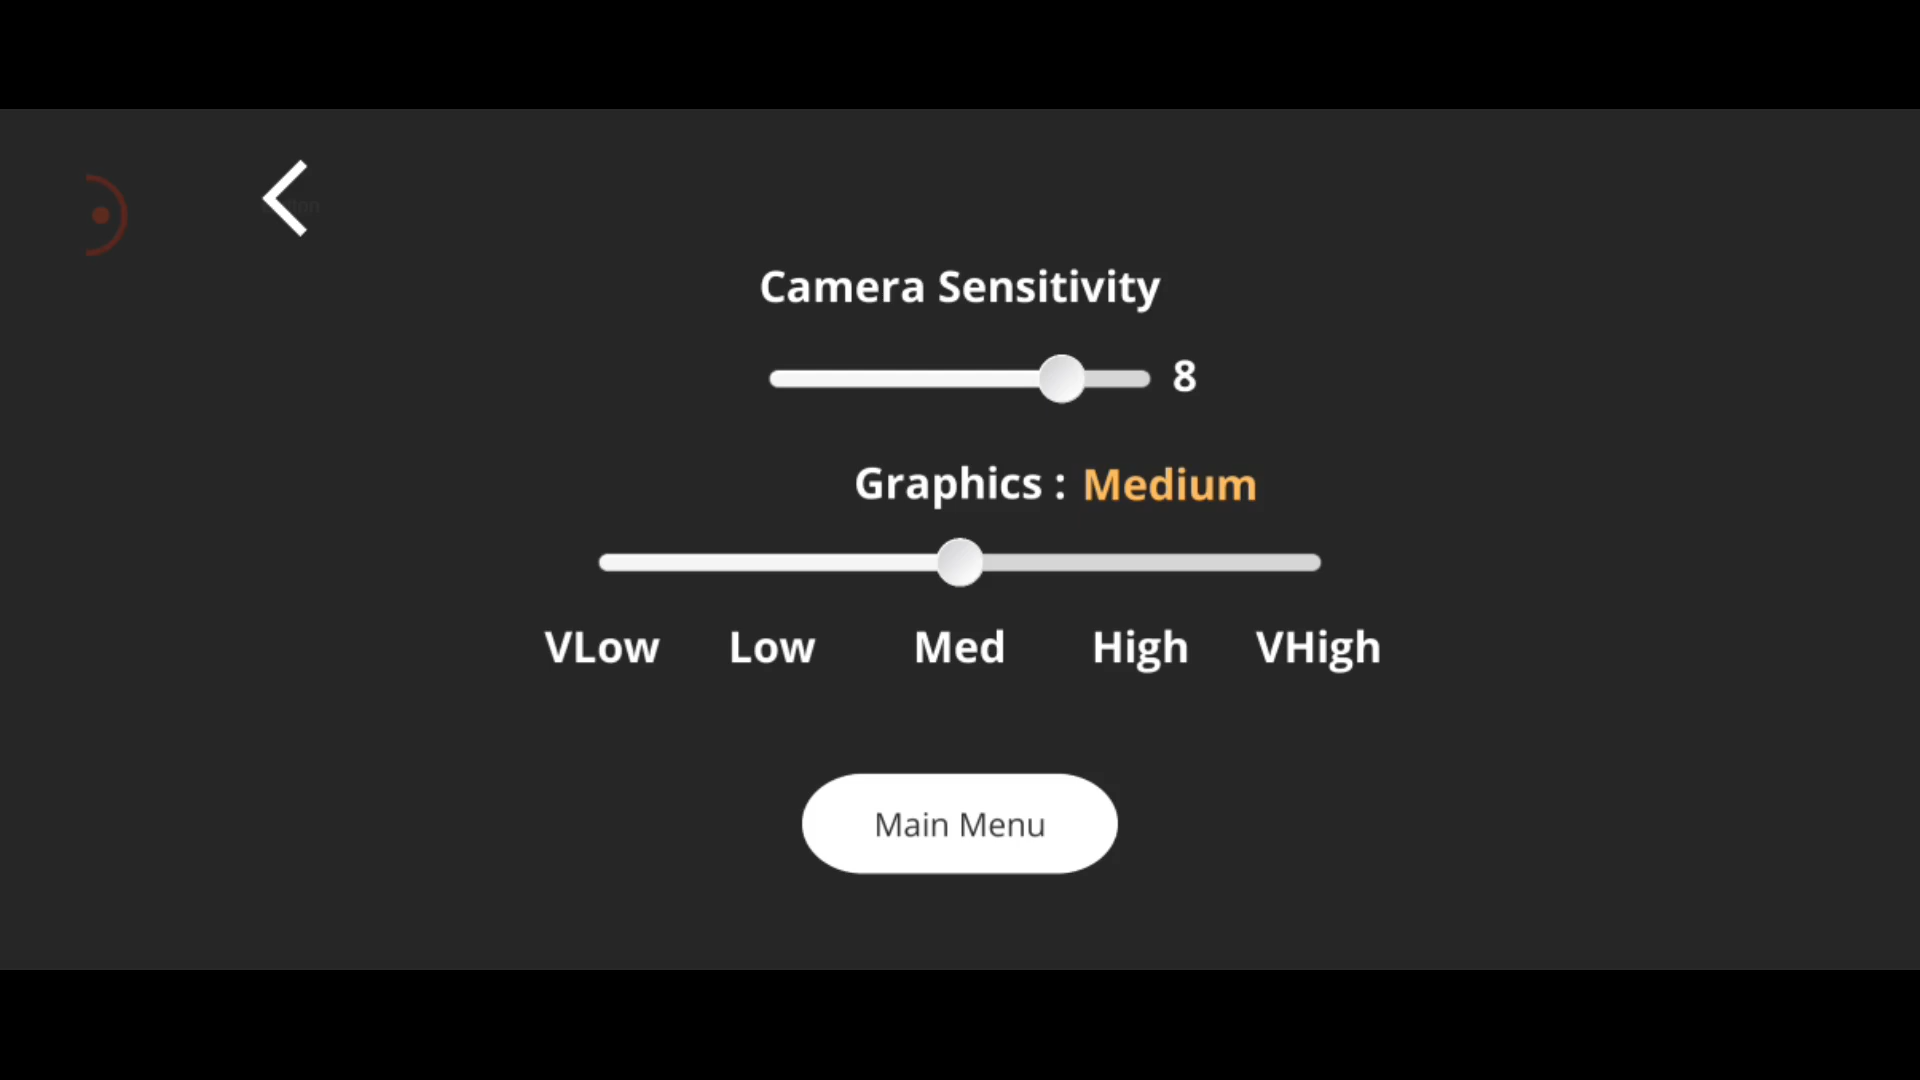 Camera Sensitivity
8
Graphics : Medium
VLow Low Med High VHigh
Main Menu